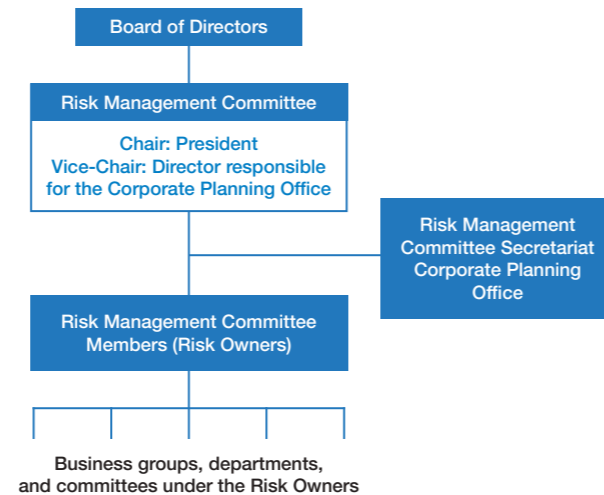 Board of Directors
Risk Management Committee
Chair: President
Vice-Chair: Director responsible
for the Corporate Planning Office
Risk Management
Committee Secretariat
Corporate Planning
Office
Risk Management Committee
Members (Risk Owners)
Business groups, departments,
and committees under the Risk Owners